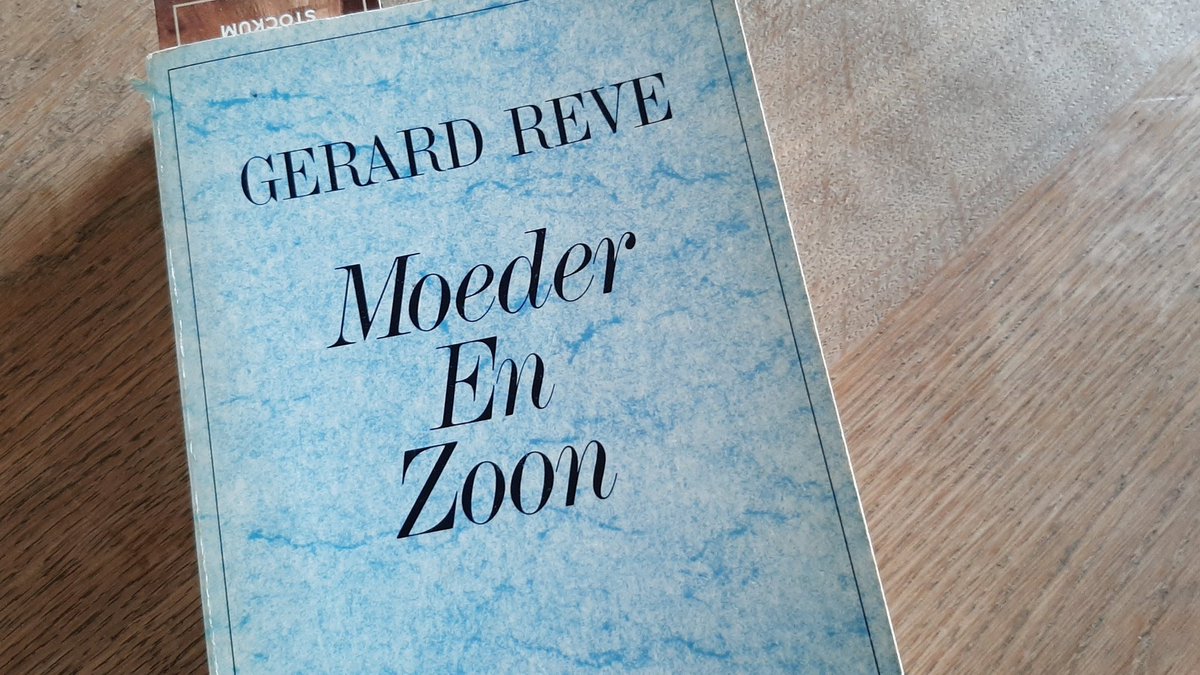 STOCKUM
GERARD REVE
Moeder
En
Zoon